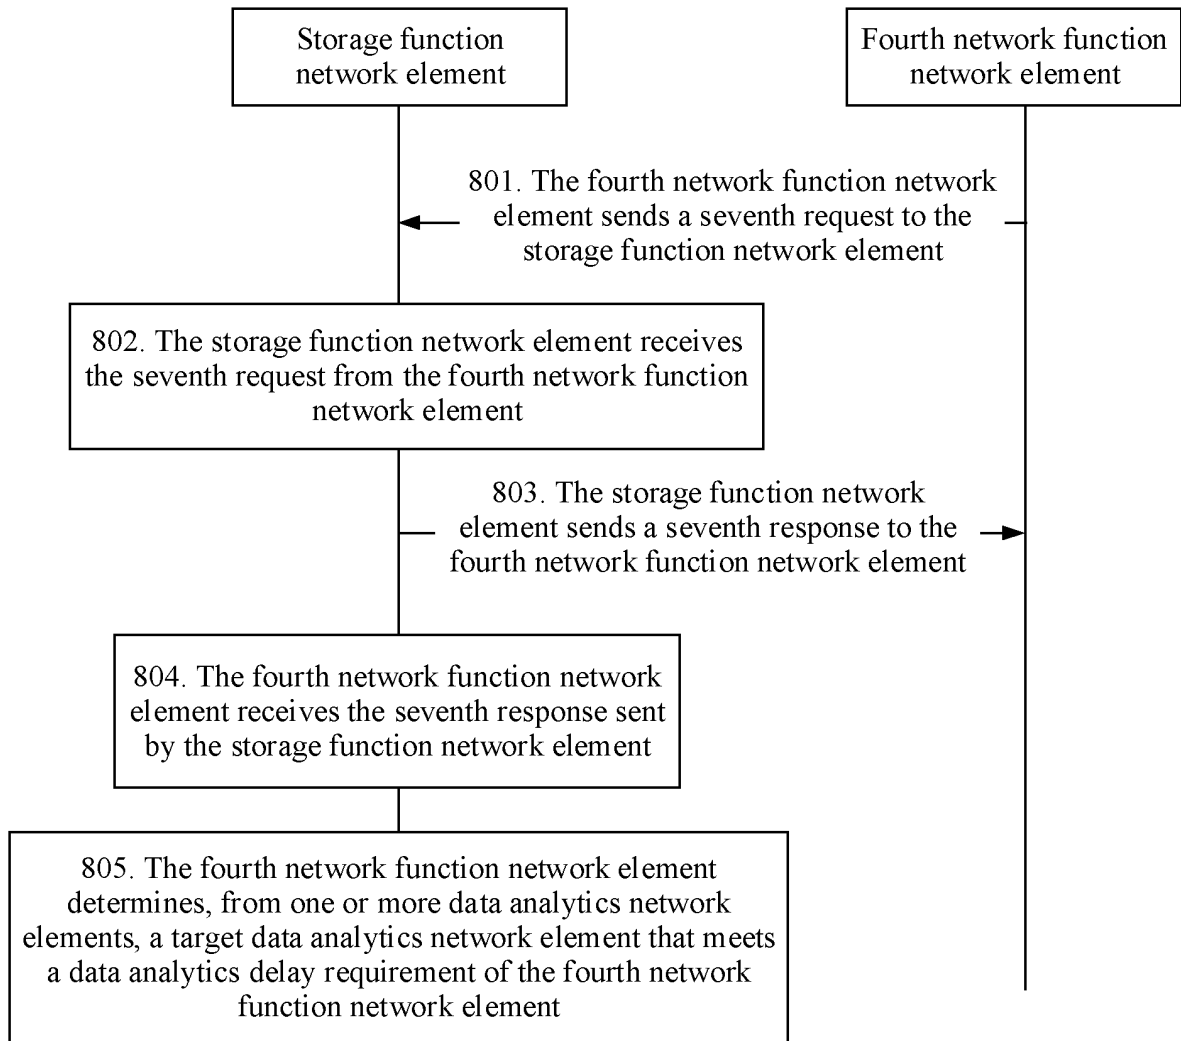 Storage function
network element
Fourth network function
network element
801. The fourth network function network
element sends a seventh request to the
storage function network element
802. The storage function network element receives
the seventh request from the fourth network function
network element
803. The storage function network
element sends a seventh response to the
fourth network function network element
804. The fourth network function network
element receives the seventh response sent
by the storage function network element
805. The fourth network function network element
determines, from one or more data analytics network
elements, a target data analytics network element that meets
a data analytics delay requirement of the fourth network
function network element